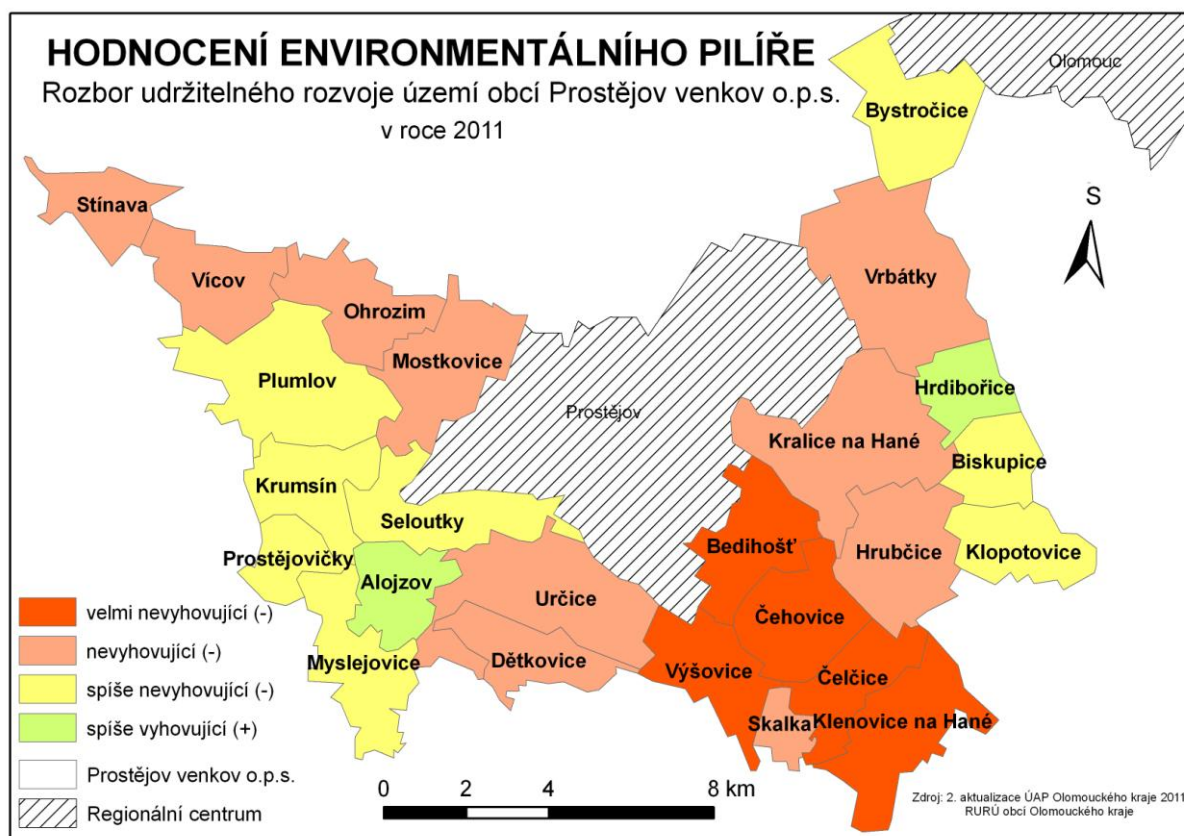 HODNOCENÍ ENVIRONMENTÁLNÍHO PILÍŘE
Rozbor udržitelného rozvoje území obcí Prostějov venkov o.p.s.
v roce 2011
Olomouc
Bystročice
S
Stínava
Vícov
Ohrozim
Mostkovice
Vrbátky
Plumlov
Hrdibořice
Prostějov
Kralice na Hané
Biskupice
Krumsín
Seloutky
Bedihošť
Hrubčice
Klopotovice
Prostějovičky
Alojzov
Určice
Čehovice
Myslejovice
Dětkovice
Výšovice
Čelčice
Skalka
Klenovice na Hané
velmi nevyhovující (-)
nevyhovující (-)
spíše nevyhovující (-)
spíše vyhovující (+)
Prostějov venkov o.p.s.
Regionální centrum
0 2 4 8 km
Zdroj: 2. aktualizace ÚAP Olomouckého kraje 2011
RURÚ obcí Olomouckého kraje